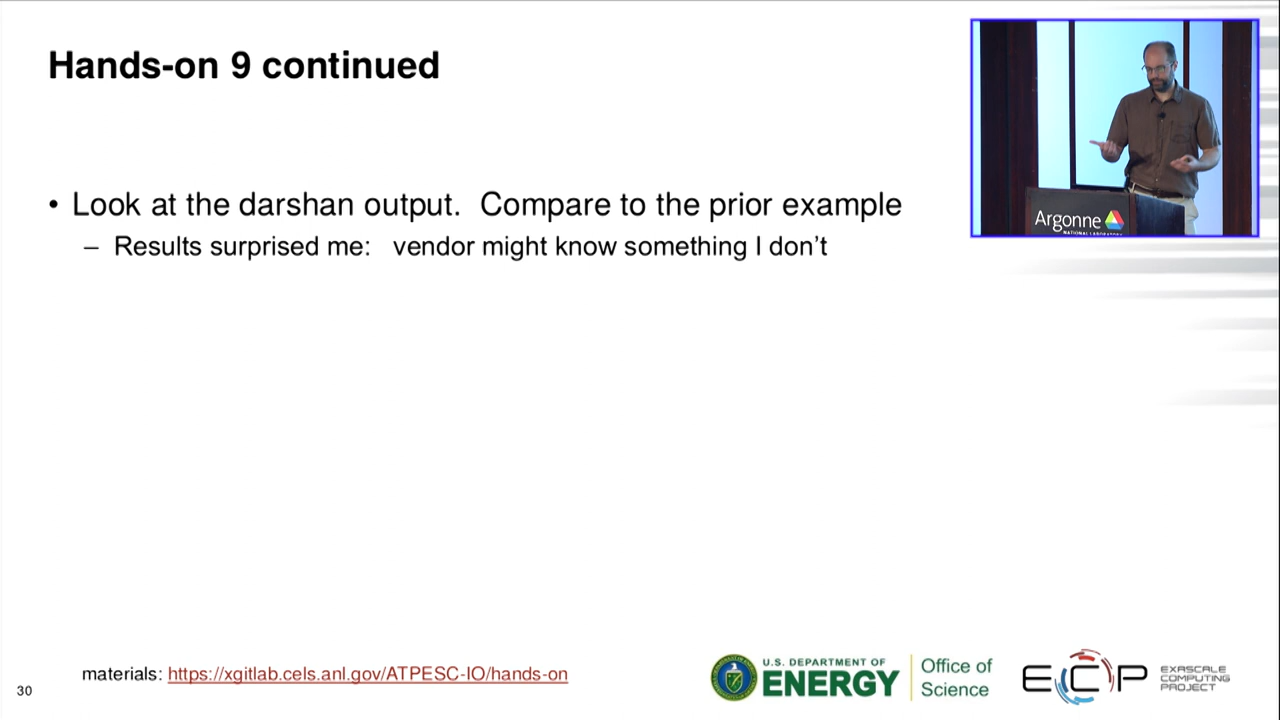 Hands-on 9 continued
• Look at the darshan output. Compare to the prior example
– Results surprised me: vendor might know something I don't
Argonne
NATIONAL LABORATORY
materials: https://xgitlab.cels.anl.gov/ATPESC-IO/hands-on
30
U.S. DEPARTMENT OF
ENERGY
Office of
Science
ECP
EXASCALE
COMPUTING
PROJECT